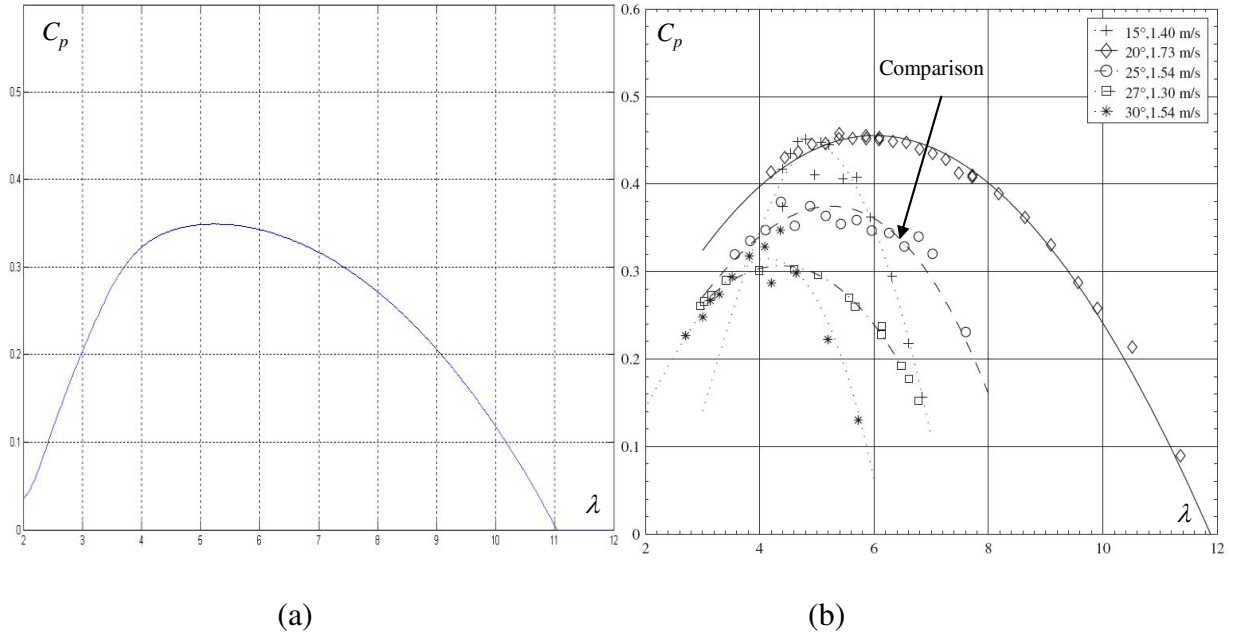 C_p
0.5
0.4
0.3
0.2
0.1
0
λ
2 3 4 5 6 7 8 9 10 11 12
(a)
0.6
C_p
15°,1.40 m/s
20°,1.73 m/s
25°,1.54 m/s
27°,1.30 m/s
30°,1.54 m/s
Comparison
0.5
0.4
0.3
0.2
0.1
0
λ
2 4 6 8 10 12
(b)